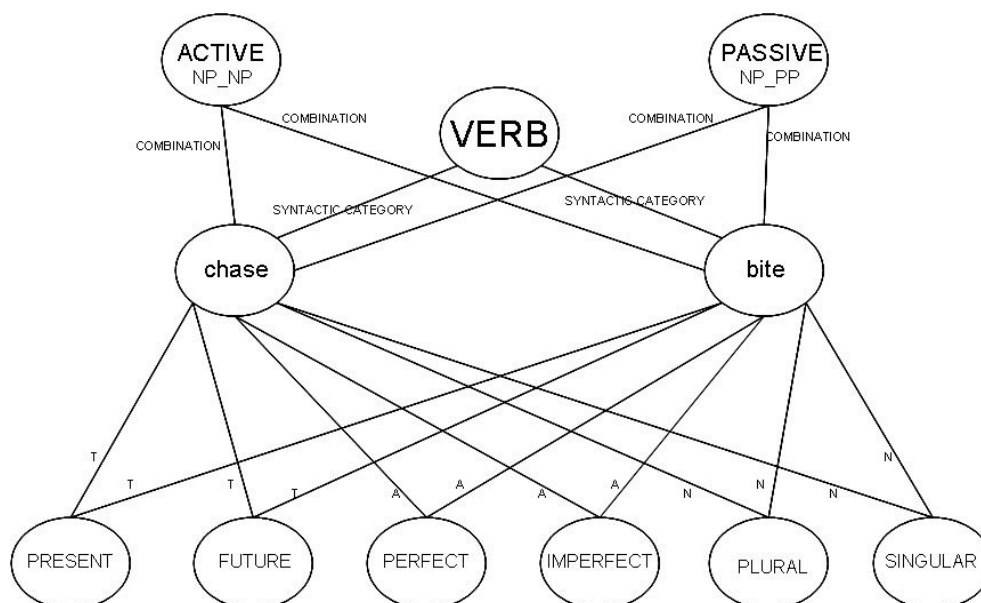 ACTIVE
NP_NP
PASSIVE
NP_PP
VERB
COMBINATION
COMBINATION
COMBINATION
COMBINATION
SYNTACTIC CATEGORY
SYNTACTIC CATEGORY
chase
bite
T
T
T
T
A
A
A
A
N
N
N
N
PRESENT
FUTURE
PERFECT
IMPERFECT
PLURAL
SINGULAR